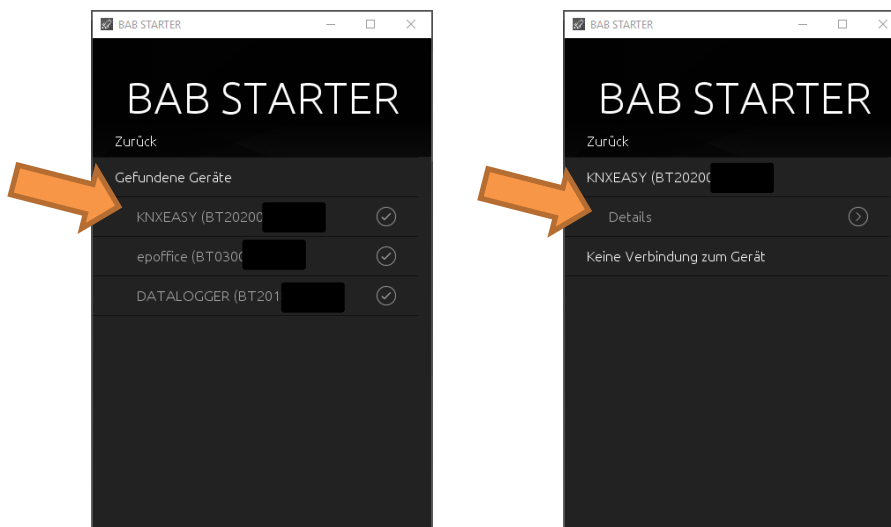 BAB STARTER
BAB STARTER
Zurück
Gefundene Geräte
KNXEASY (BT20200
epoffice (BT0300
DATALOGGER (BT201
BAB STARTER
BAB STARTER
Zurück
KNXEASY (BT20200
Details
Keine Verbindung zum Gerät